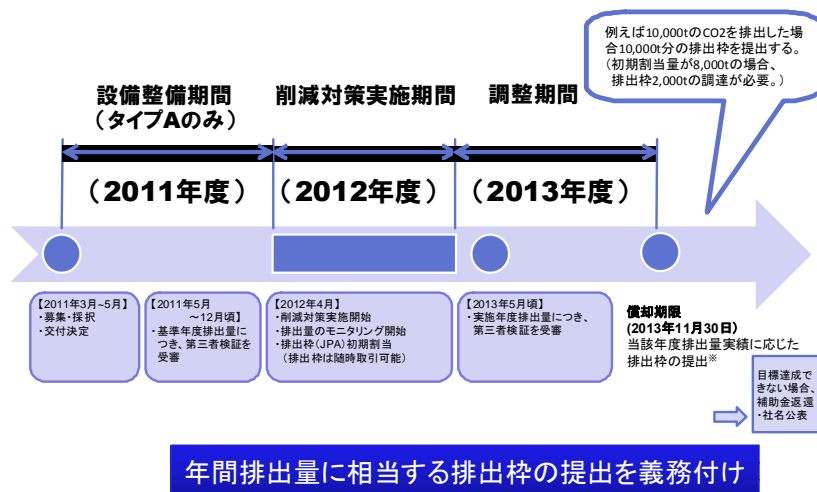 例えば10,000tのCO2を排出した場
合10,000t分の排出枠を提出する。
（初期割当量が8,000tの場合、
排出枠2,000tの調達が必要。）
設備整備期間
（タイプAのみ）
削減対策実施期間
調整期間
（2011年度）
（2012年度）
（2013年度）
【2011年3月~5月】
・募集・採択
・交付決定
【2011年5月
～12月頃】
・基準年度排出量に
つき、第三者検証を
受審
【2012年4月】
・削減対策実施開始
・排出量のモニタリング開始
・排出枠（JPA）初期割当
（排出枠は随時取引可能）
【2013年5月頃】
・実施年度排出量につき、
第三者検証を受審
償却期限
(2013年11月30日)
当該年度排出量実績に応じた
排出枠の提出※
目標達成で
きない場合、
補助金返還
・社名公表
年間排出量に相当する排出枠の提出を義務付け